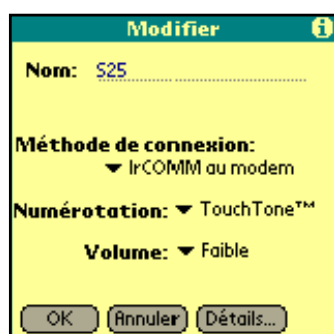 Modifier
Nom: S25
Méthode de connexion:
IrCOMM au modem
Numérotation: TouchTone™
Volume: Faible
OK Annuler Détails...